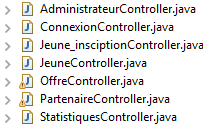 AdministrateurController.java
ConnexionController.java
Jeune_insciptionController.java
JeuneController.java
OffreController.java
PartenaireController.java
StatistiquesController.java